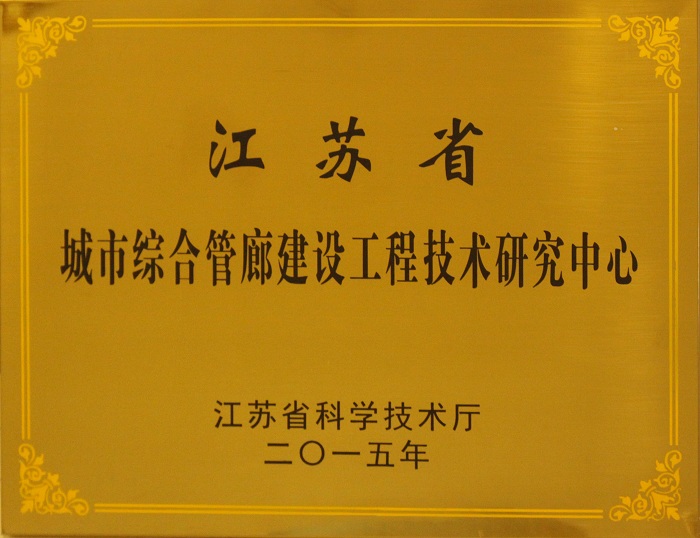 江苏省
城市综合管廊建设工程技术研究中心
江苏省科学技术厅
二〇一五年